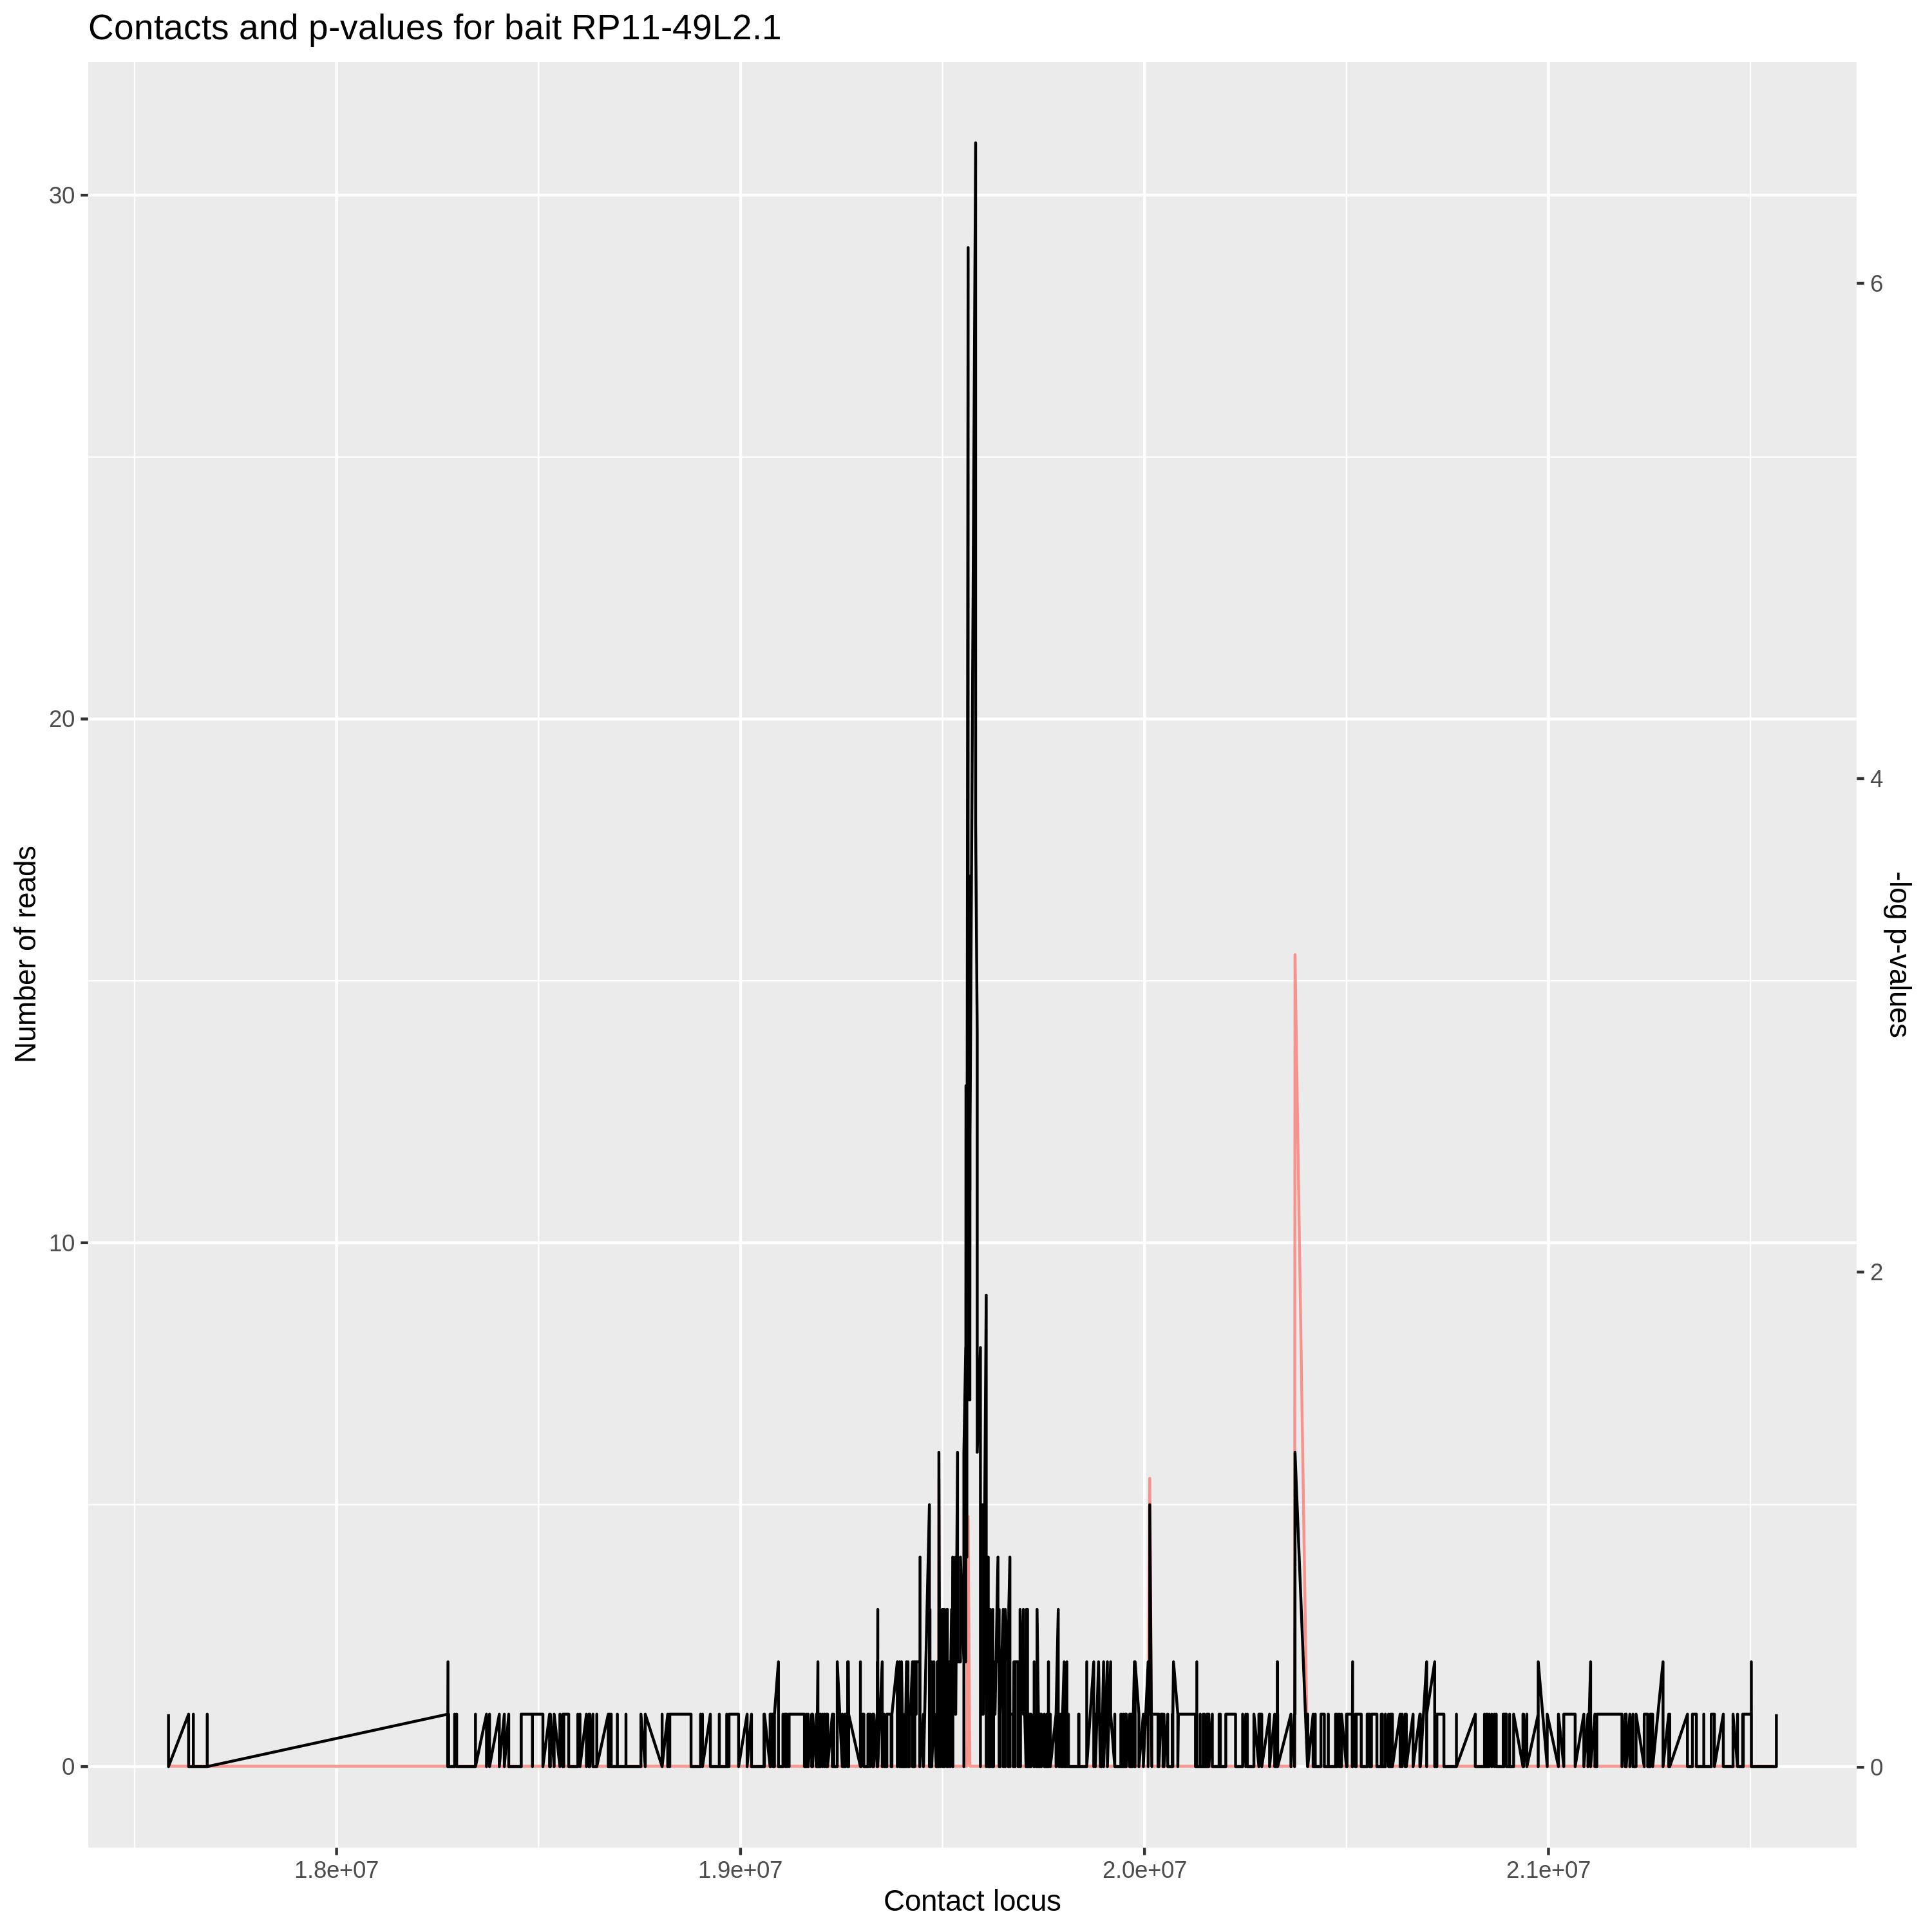 Contacts and p-values for bait RP11-49L2.1
30
20
10
0
Number of reads
6
4
2
0
-log p-values
1.8e+07
1.9e+07
2.0e+07
2.1e+07
Contact locus